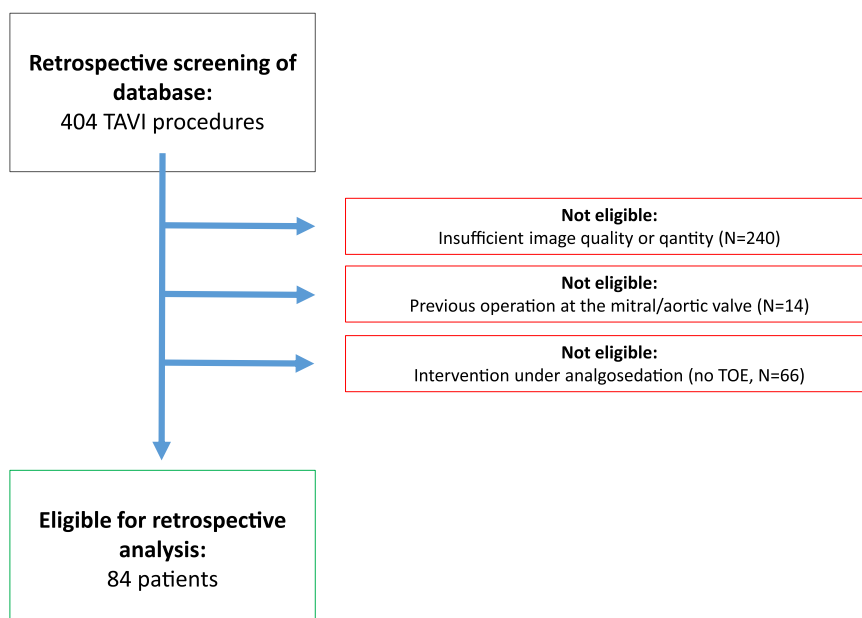 Retrospective screening of
database:
404 TAVI procedures
Not eligible:
Insufficient image quality or qantity (N=240)
Not eligible:
Previous operation at the mitral/aortic valve (N=14)
Not eligible:
Intervention under analgosedation (no TOE, N=66)
Eligible for retrospective
analysis:
84 patients